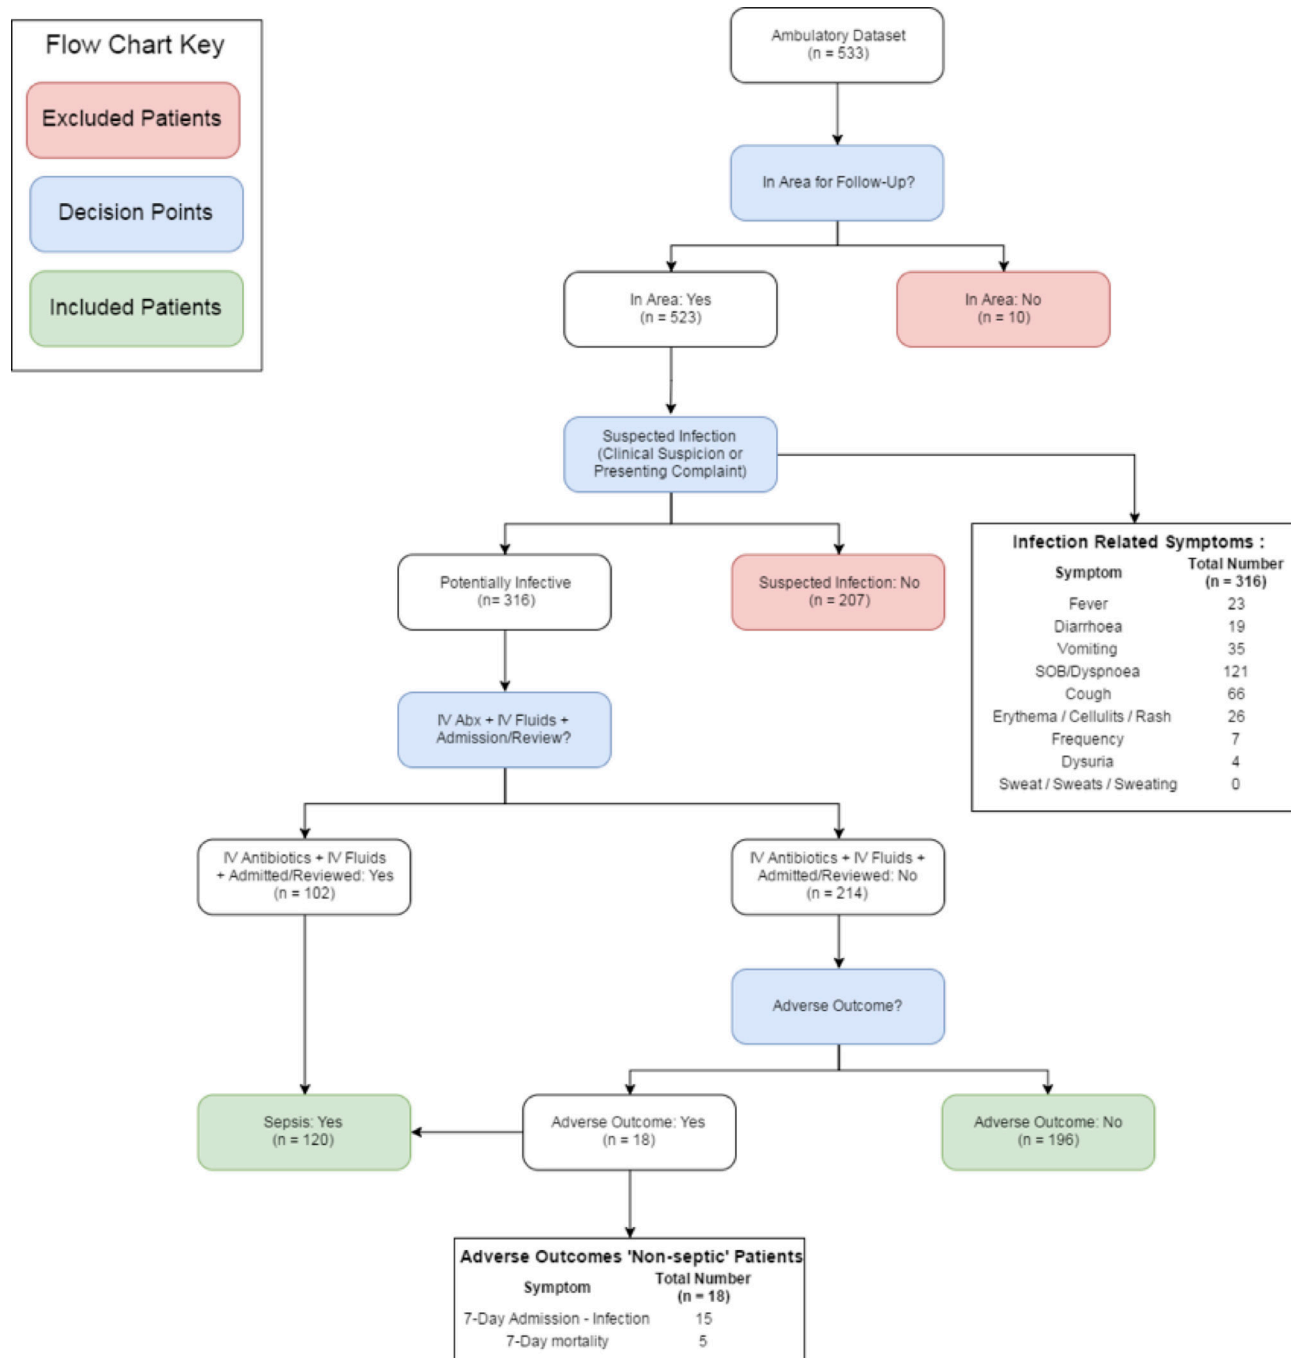 Flow Chart Key
Excluded Patients
Decision Points
Included Patients
Ambulatory Dataset
(n = 533)
In Area for Follow-Up?
In Area: Yes
(n = 523)
In Area: No
(n = 10)
Suspected Infection
(Clinical Suspicion or
Presenting Complaint)
Potentially Infective
(n= 316)
Suspected Infection: No
(n = 207)
Infection Related Symptoms :
Symptom Total Number
(n = 316)
Fever 23
Diarrhoea 19
Vomiting 35
SOB/Dyspnoea 121
Cough 66
Erythema / Cellulits / Rash 26
Frequency 7
Dysuria 4
Sweat / Sweats / Sweating 0
IV Abx + IV Fluids +
Admission/Review?
IV Antibiotics + IV Fluids
+ Admitted/Reviewed: Yes
(n = 102)
IV Antibiotics + IV Fluids +
Admitted/Reviewed: No
(n = 214)
Adverse Outcome?
Sepsis: Yes
(n = 120)
Adverse Outcome: Yes
(n = 18)
Adverse Outcome: No
(n = 196)
Adverse Outcomes 'Non-septic' Patients
Symptom Total Number
(n = 18)
7-Day Admission - Infection 15
7-Day mortality 5